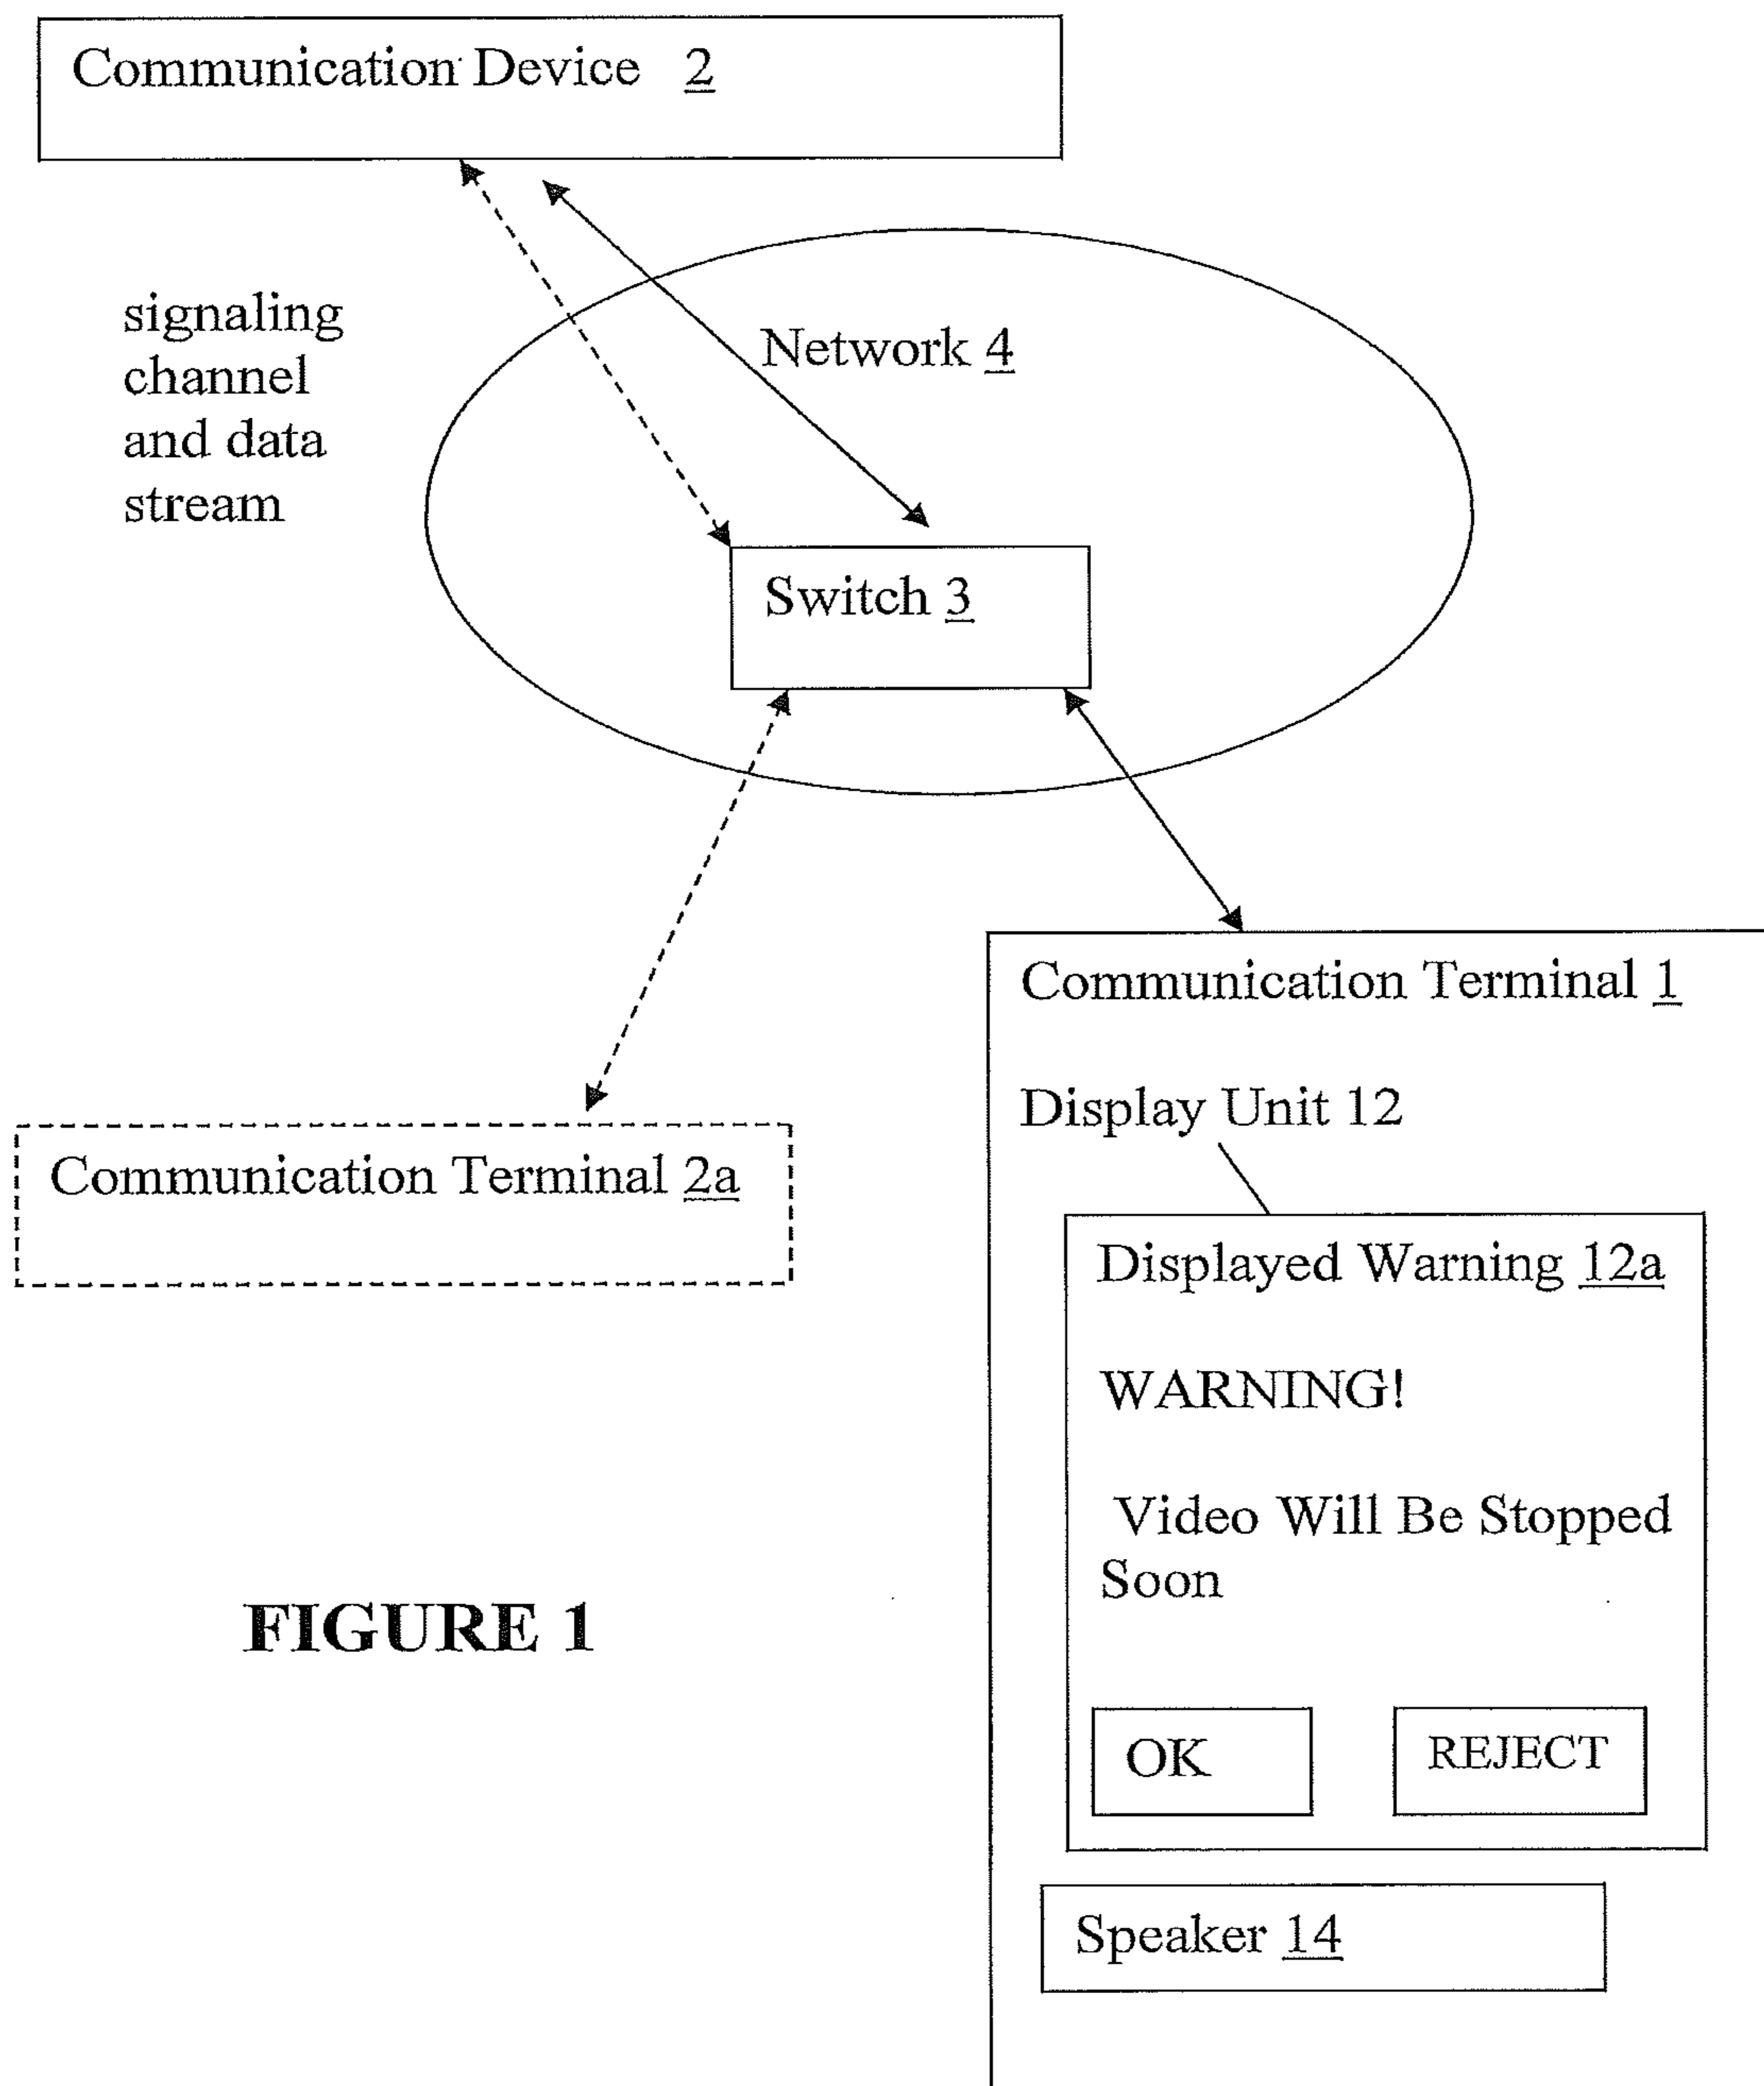 Communication Device 2
signaling
channel
and data
stream
Network 4
Switch 3
Communication Terminal 1
Display Unit 12
Communication Terminal 2a
Displayed Warning 12a
WARNING!
Video Will Be Stopped
Soon
OK
REJECT
Speaker 14
FIGURE 1